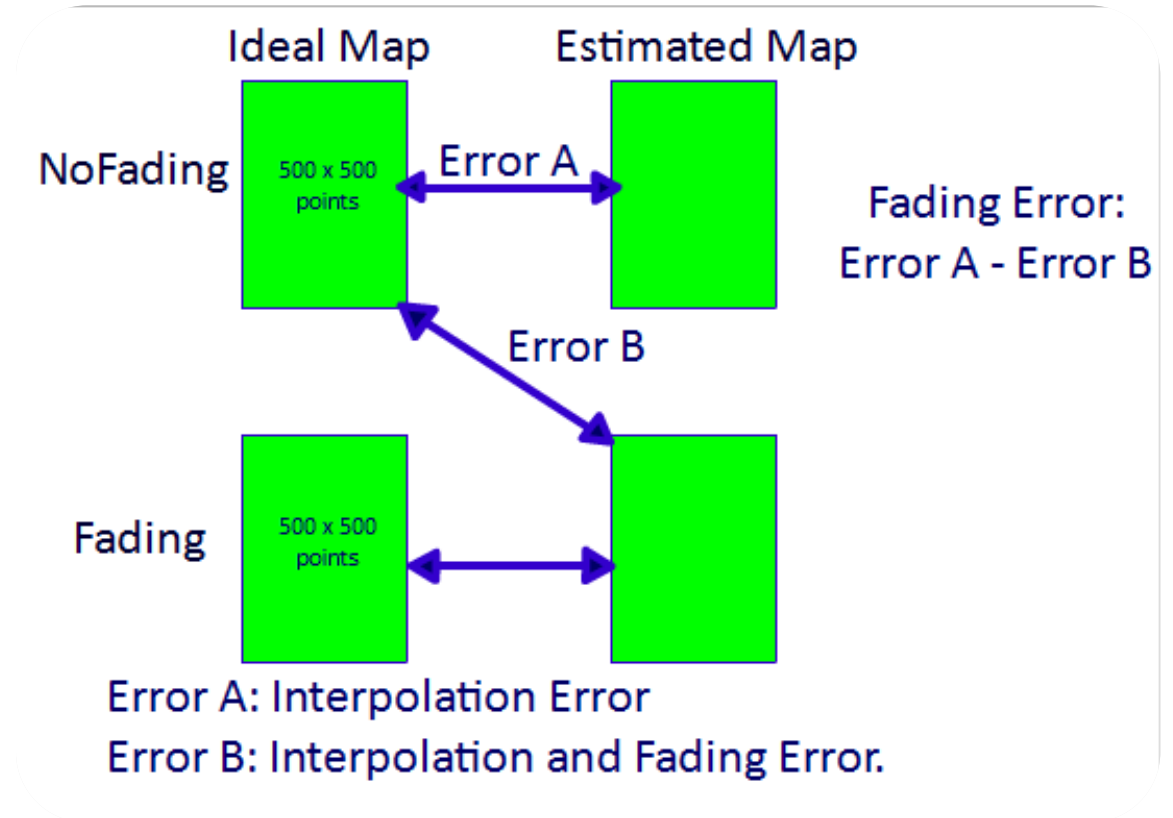 Ideal Map
Estimated Map
NoFading
500 x 500
points
Error A
Fading Error:
Error A - Error B
Error B
Fading
500 x 500
points
Error A: Interpolation Error
Error B: Interpolation and Fading Error.